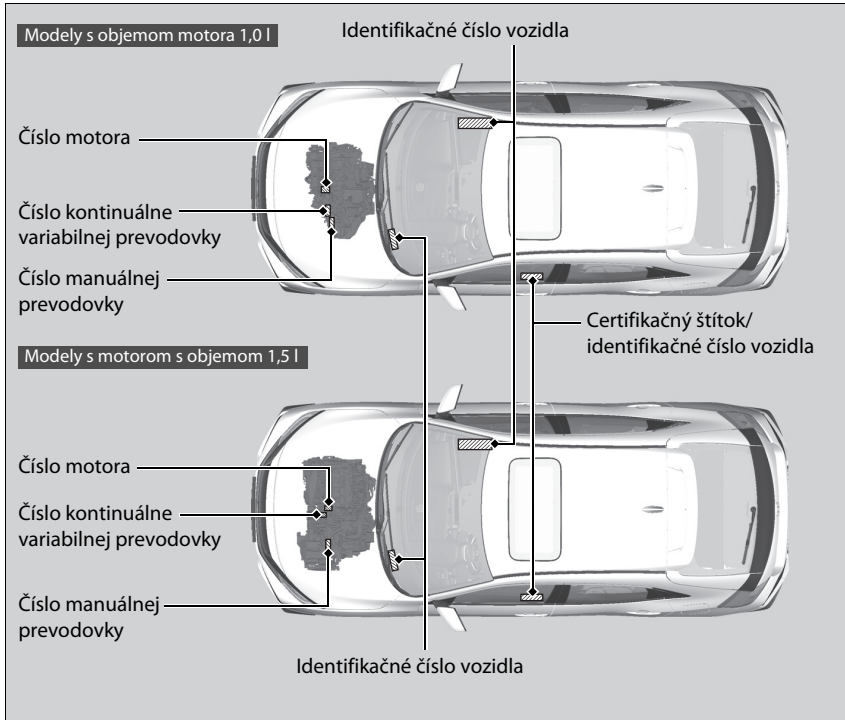 Modely s objemom motora 1,0 l
Identifikačné číslo vozidla
Číslo motora
Číslo kontinuálne
variabilnej prevodovky
Číslo manuálnej
prevodovky
Certifikačný štítok/
identifikačné číslo vozidla
Modely s motorom s objemom 1,5 l
Číslo motora
Číslo kontinuálne
variabilnej prevodovky
Číslo manuálnej
prevodovky
Identifikačné číslo vozidla